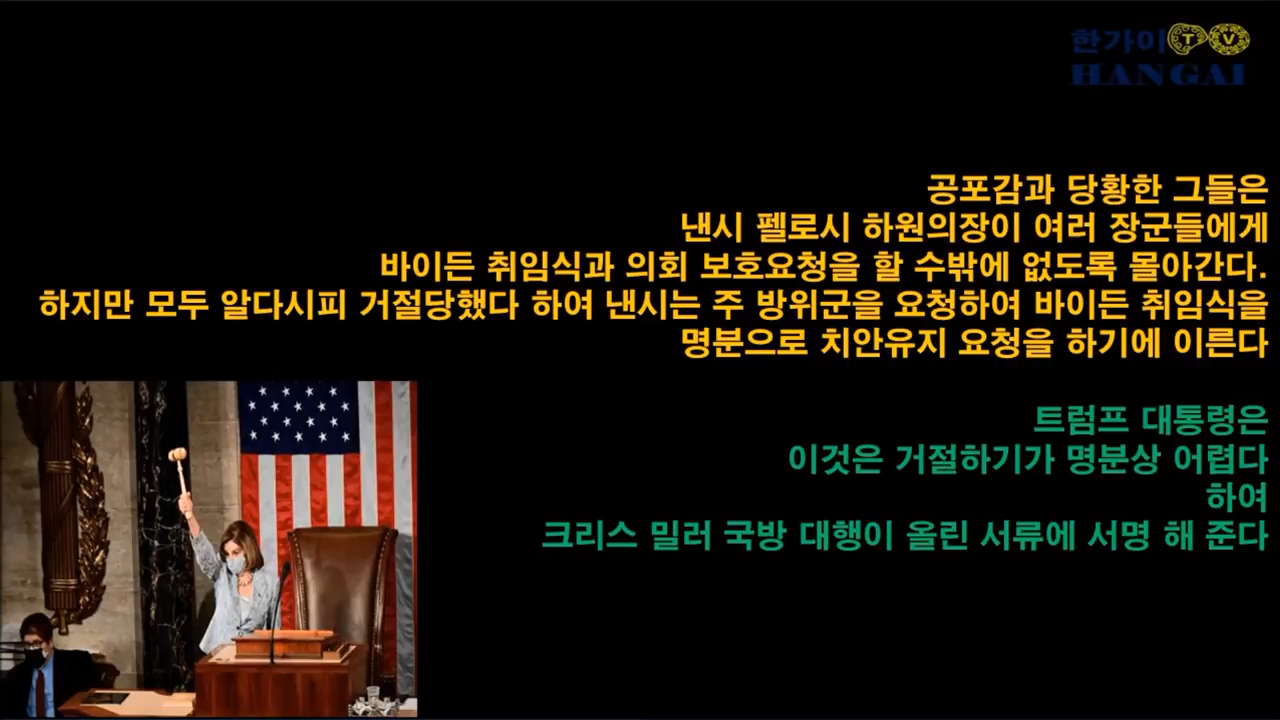 한가이TV
HANGAI
공포감과 당황한 그들은
낸시 펠로시 하원의장이 여러 장군들에게
바이든 취임식과 의회 보호요청을 할 수밖에 없도록 몰아간다.
하지만 모두 알다시피 거절당했다 하여 낸시는 주 방위군을 요청하여 바이든 취임식을
명분으로 치안유지 요청을 하기에 이른다
트럼프 대통령은
이것은 거절하기가 명분상 어렵다
하여
크리스 밀러 국방 대행이 올린 서류에 서명 해 준다